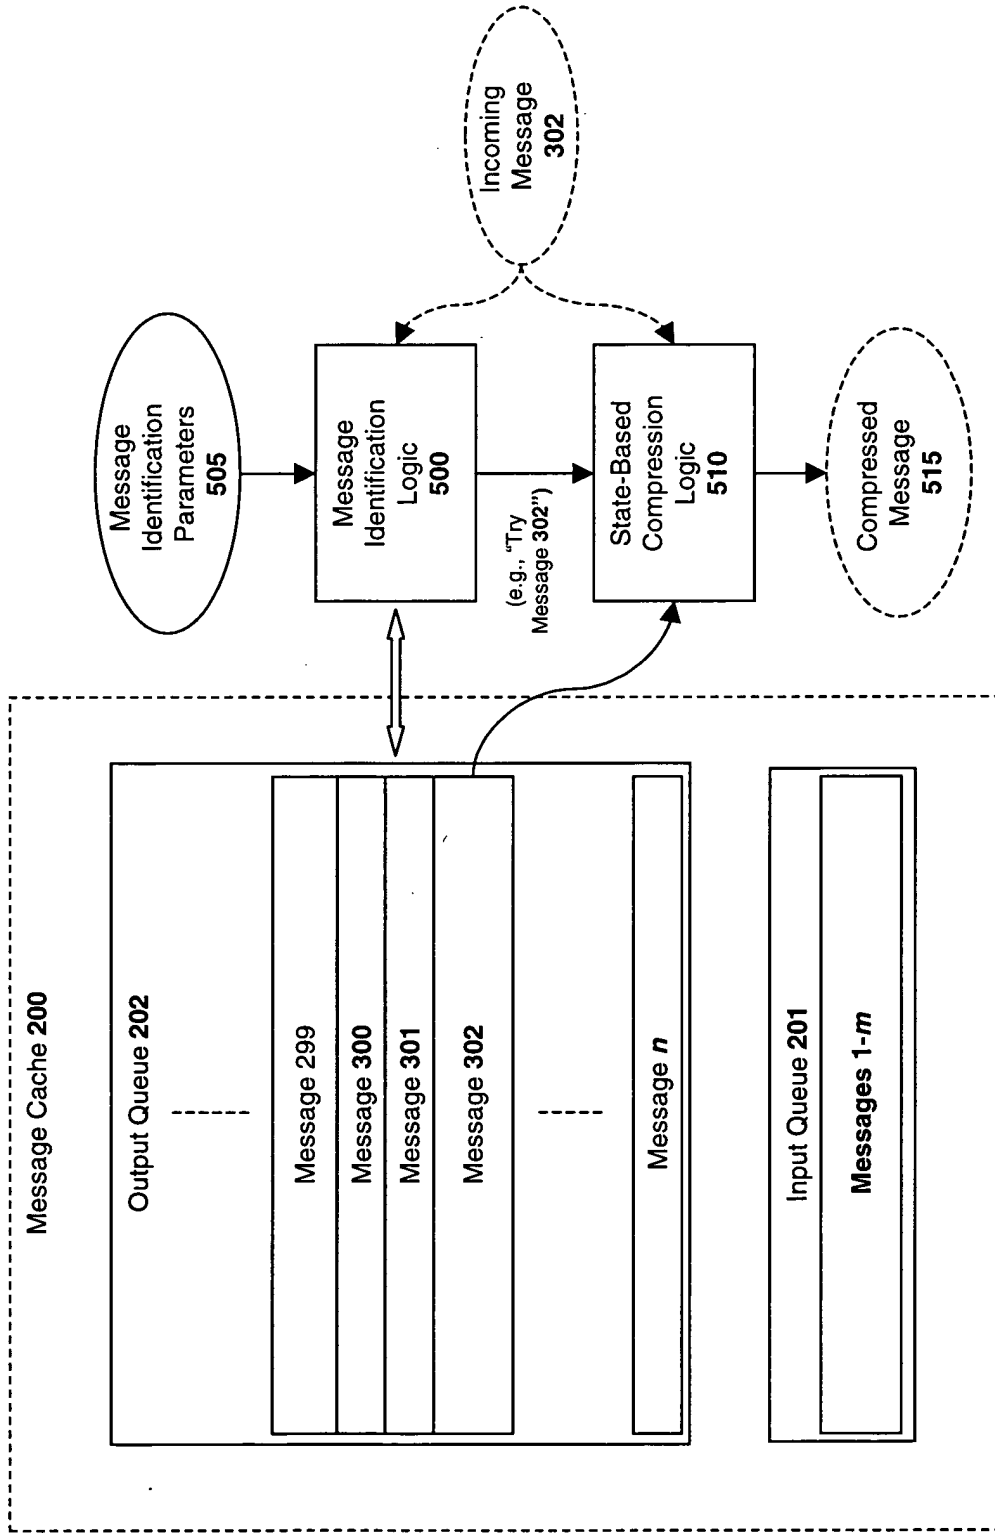 Message Cache 200
Output Queue 202
Message 299
Message 300
Message 301
Message 302
Message n
Input Queue 201
Messages 1-m
Message
Identification
Parameters
505
Message
Identification
Logic
500
(e.g., “Try
Message 302”)
State-Based
Compression
Logic
510
Compressed
Message
515
Incoming
Message
302